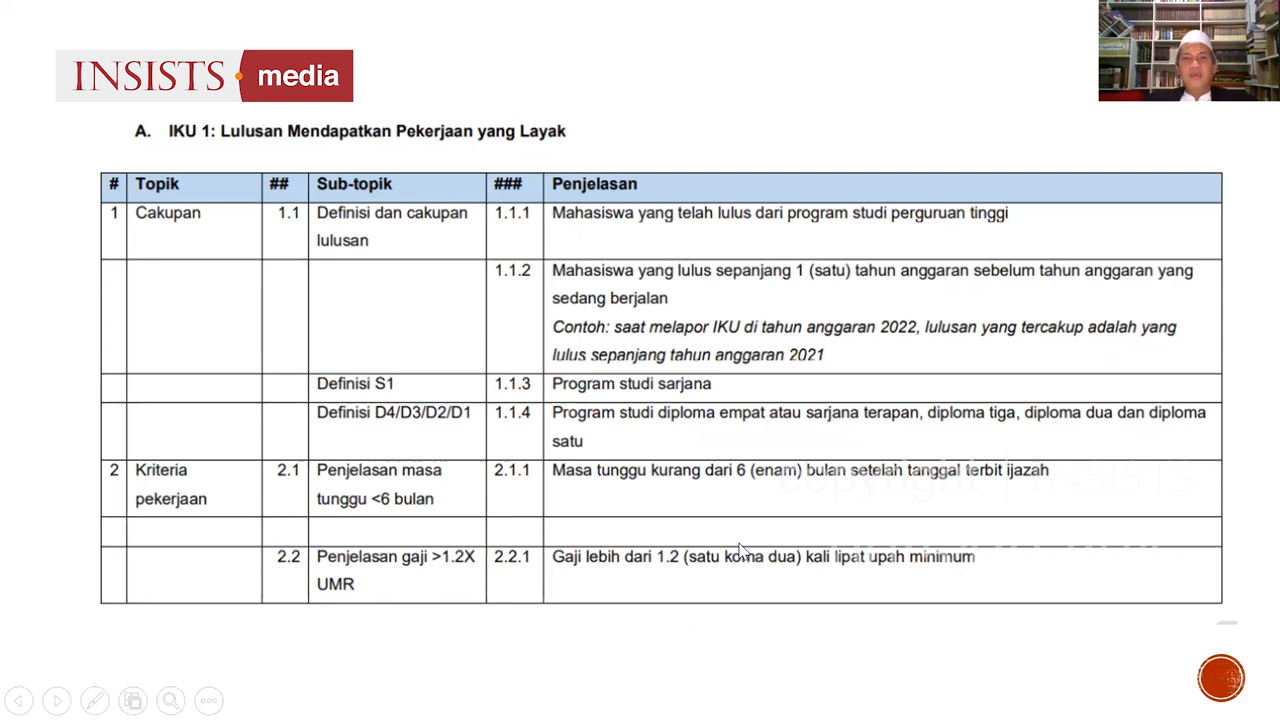 INSISTS media
A. IKU 1: Lulusan Mendapatkan Pekerjaan yang Layak
# Topik ## Sub-topik ### Penjelasan
1 Cakupan 1.1 Definisi dan cakupan 1.1.1 Mahasiswa yang telah lulus dari program studi perguruan tinggi
lulusan
1.1.2 Mahasiswa yang lulus sepanjang 1 (satu) tahun anggaran sebelum tahun anggaran yang
sedang berjalan
Contoh: saat melapor IKU di tahun anggaran 2022, lulusan yang tercakup adalah yang
lulus sepanjang tahun anggaran 2021
Definisi S1 1.1.3 Program studi sarjana
Definisi D4/D3/D2/D1 1.1.4 Program studi diploma empat atau sarjana terapan, diploma tiga, diploma dua dan diploma
satu
2 Kriteria 2.1 Penjelasan masa 2.1.1 Masa tunggu kurang dari 6 (enam) bulan setelah tanggal terbit ijazah
pekerjaan tunggu <6 bulan
copyright | INSISTS
2.2 Penjelasan gaji >1.2X 2.2.1 Gaji lebih dari 1.2 (satu koma dua) kali lipat upah minimum
UMR